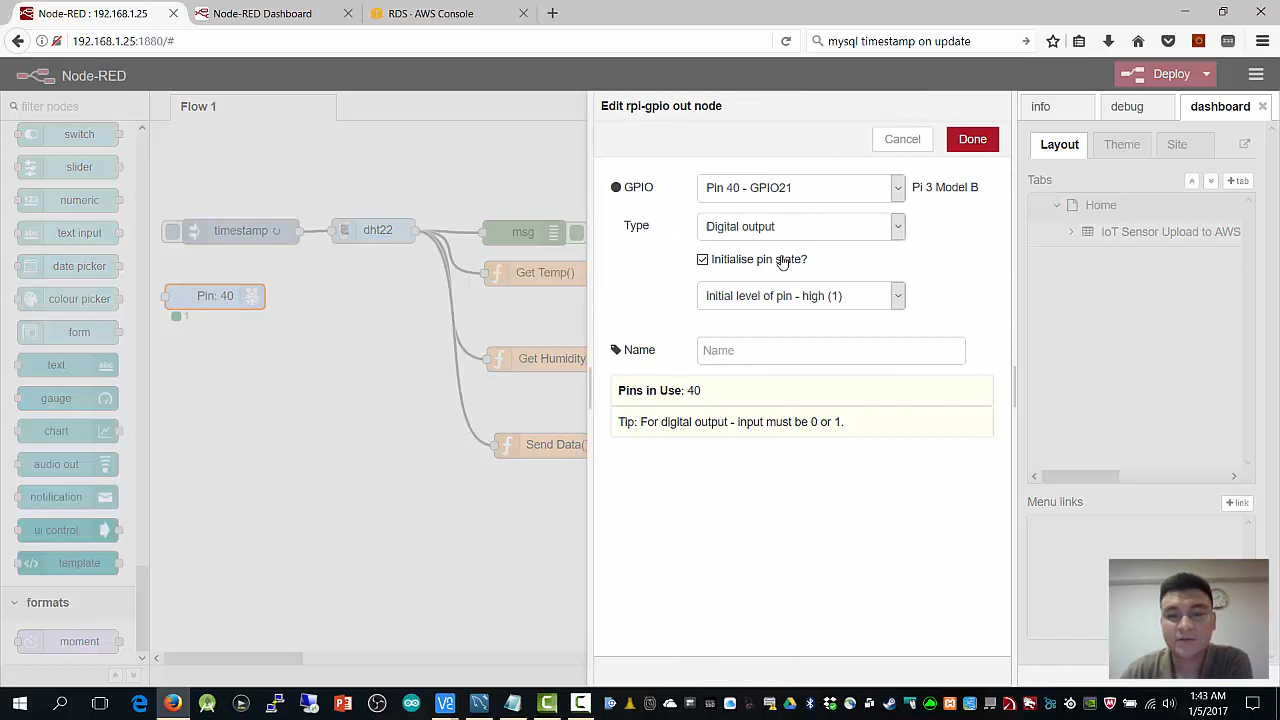 Node-RED : 192.168.1.25
Node-RED Dashboard
RDS - AWS Console
192.168.1.25:1880/#
mysql timestamp on update
Node-RED
Deploy
filter nodes
Flow 1
Edit rpi-gpio out node
info
debug
dashboard
switch
slider
numeric
text input
date picker
colour picker
form
text
abc
gauge
chart
audio out
notification
ui control
template
formats
moment
timestamp ↻
dht22
msg
Get Temp()
Pin: 40
1
Get Humidity
Send Data(
Cancel
Done
GPIO
Pin 40 - GPIO21
Pi 3 Model B
Type
Digital output
Initialise pin state?
Initial level of pin - high (1)
Name
Name
Pins in Use: 40
Tip: For digital output - input must be 0 or 1.
Layout
Theme
Site
Tabs
+tab
Home
IoT Sensor Upload to AWS
Menu links
+link
1:43 AM
1/5/2017